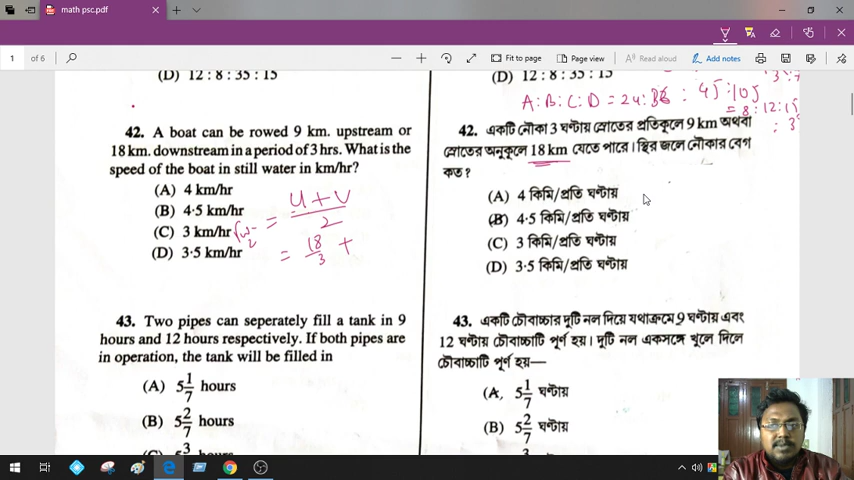 math psc.pdf
1 of 6
Fit to page
Page view
Read aloud
Add notes
(D) 12 : 8 : 35 : 15
42. A boat can be rowed 9 km. upstream or
18 km. downstream in a period of 3 hrs. What is the
speed of the boat in still water in km/hr?
(A) 4 km/hr
(B) 4·5 km/hr
(C) 3 km/hr
(D) 3·5 km/hr
= u + v
2
= 18 +
3
43. Two pipes can seperately fill a tank in 9
hours and 12 hours respectively. If both pipes are
in operation, the tank will be filled in
(A) 5 1/7 hours
(B) 5 2/7 hours
(D) 12 : 8 : 35 : 15
A:B:C:D = 24:36 : 45:105
= 8:12:15
42. একটি নৌকা 3 ঘণ্টায় স্রোতের প্রতিকূলে 9 km অথবা
স্রোতের অনুকূলে 18 km যেতে পারে। স্থির জলে নৌকার বেগ
কত?
(A) 4 কিমি/প্রতি ঘণ্টায়
(B) 4·5 কিমি/প্রতি ঘণ্টায়
(C) 3 কিমি/প্রতি ঘণ্টায়
(D) 3·5 কিমি/প্রতি ঘণ্টায়
43. একটি চৌবাচ্চার দুটি নল দিয়ে যথাক্রমে 9 ঘণ্টায় এবং
12 ঘণ্টায় চৌবাচ্চাটি পূর্ণ হয়। দুটি নল একসঙ্গে খুলে দিলে
চৌবাচ্চাটি পূর্ণ হয়—
(A) 5 1/7 ঘণ্টায়
(B) 5 2/7 ঘণ্টায়